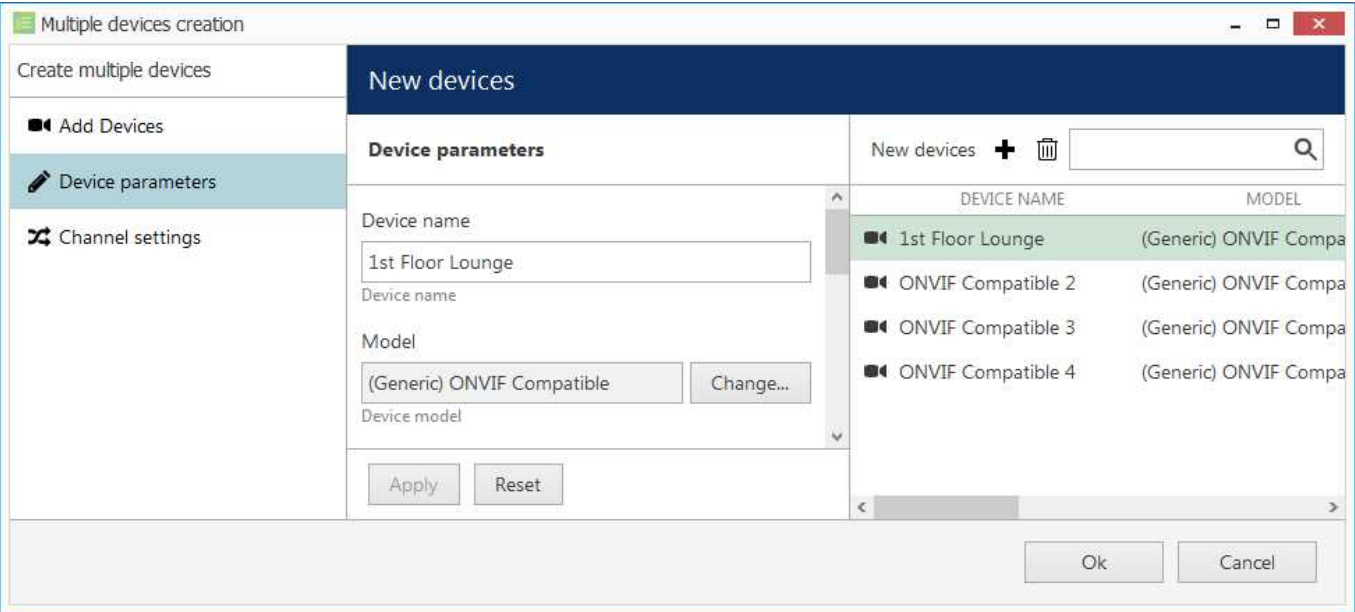 Multiple devices creation
Create multiple devices
Add Devices
Device parameters
Channel settings
New devices
Device parameters
Device name
1st Floor Lounge
Device name
Model
(Generic) ONVIF Compatible
Change...
Device model
Apply
Reset
New devices
DEVICE NAME MODEL
1st Floor Lounge (Generic) ONVIF Compa
ONVIF Compatible 2 (Generic) ONVIF Compa
ONVIF Compatible 3 (Generic) ONVIF Compa
ONVIF Compatible 4 (Generic) ONVIF Compa
Ok
Cancel